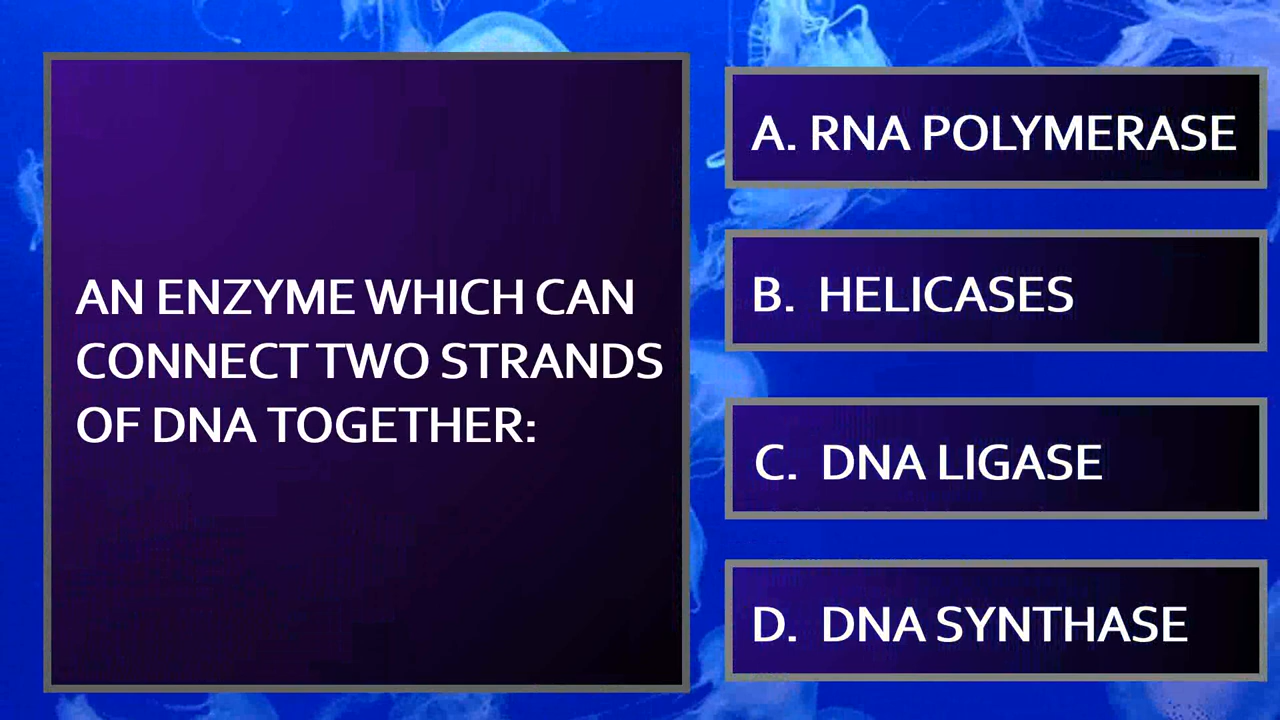 AN ENZYME WHICH CAN
CONNECT TWO STRANDS
OF DNA TOGETHER:
A. RNA POLYMERASE
B. HELICASES
C. DNA LIGASE
D. DNA SYNTHASE